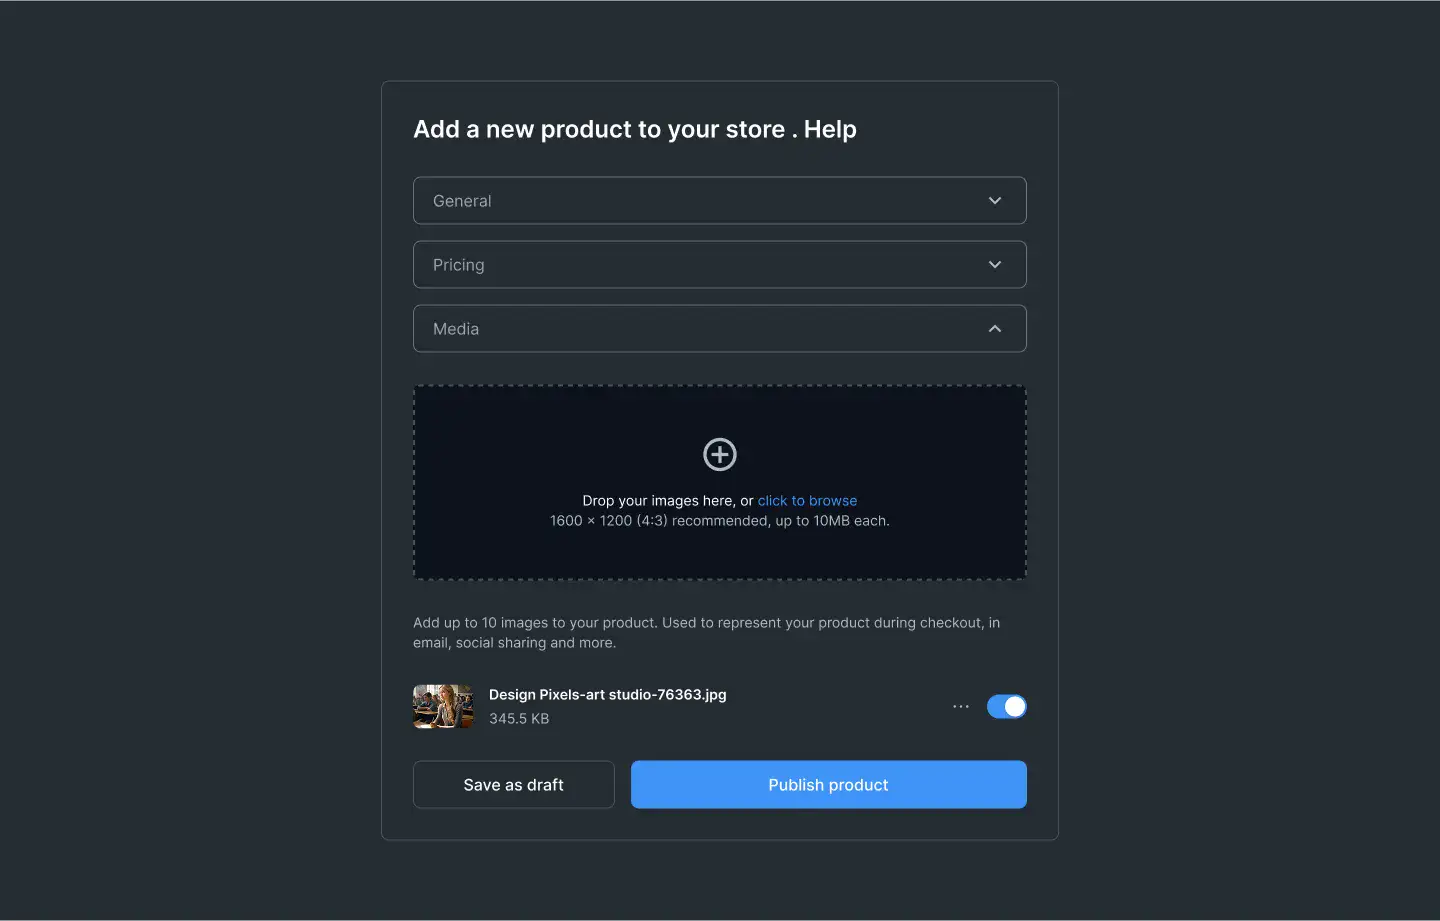 Add a new product to your store . Help
General
Pricing
Media
Drop your images here, or click to browse
1600 × 1200 (4:3) recommended, up to 10MB each.
Add up to 10 images to your product. Used to represent your product during checkout, in
email, social sharing and more.
Design Pixels-art studio-76363.jpg
345.5 KB
Save as draft
Publish product